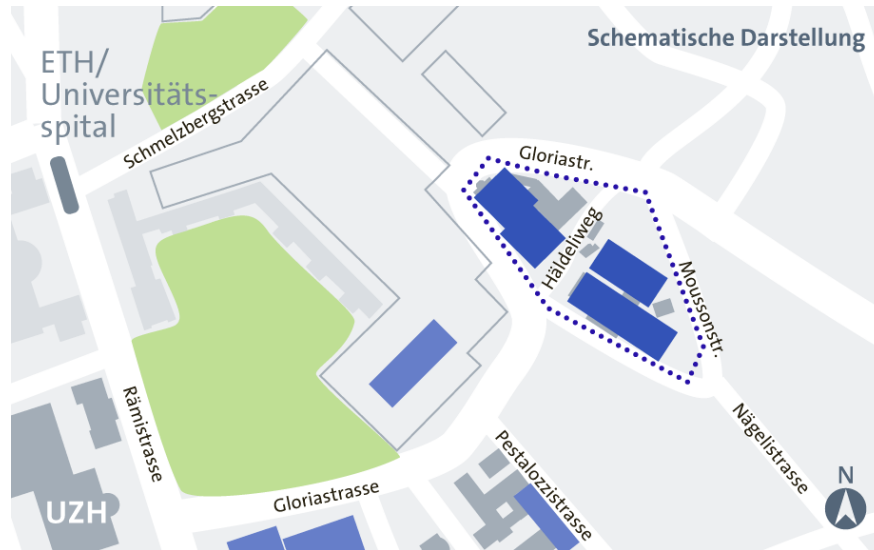 Schematische Darstellung
ETH/
Universitäts-
spital
Schmelzbergstrasse
Gloriastr.
Häldeliweg
Moussonstr.
Rämistrasse
Nägelistrasse
Pestalozzistrasse
Gloriastrasse
UZH
N